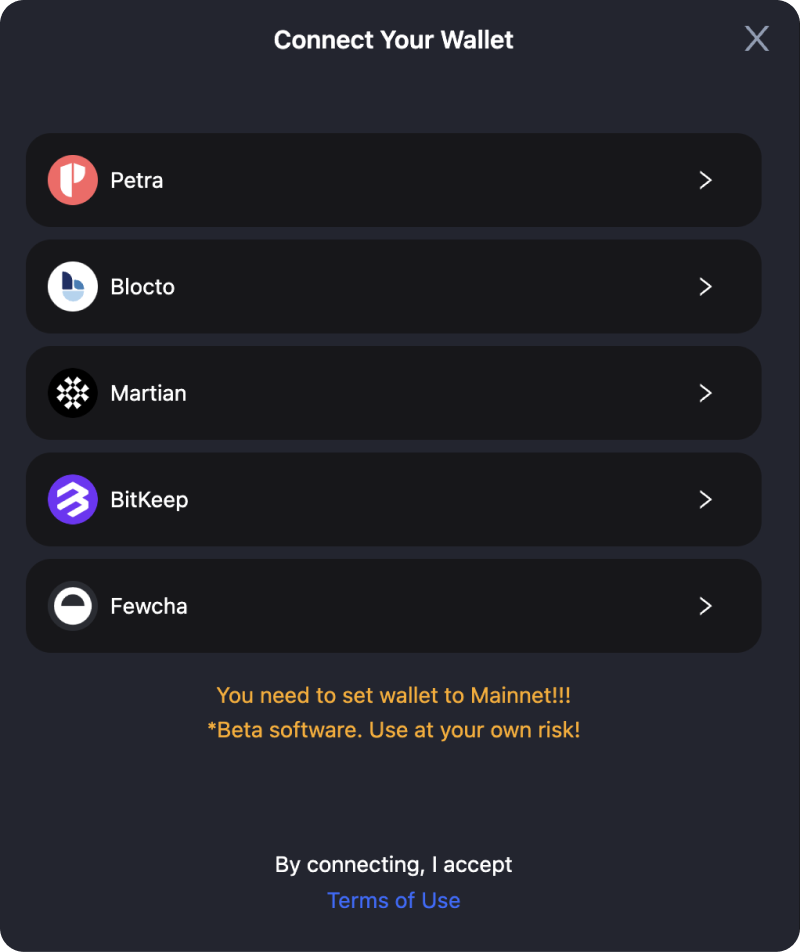 Connect Your Wallet
X
Petra
Blocto
Martian
BitKeep
Fewcha
You need to set wallet to Mainnet!!!
*Beta software. Use at your own risk!
By connecting, I accept
Terms of Use